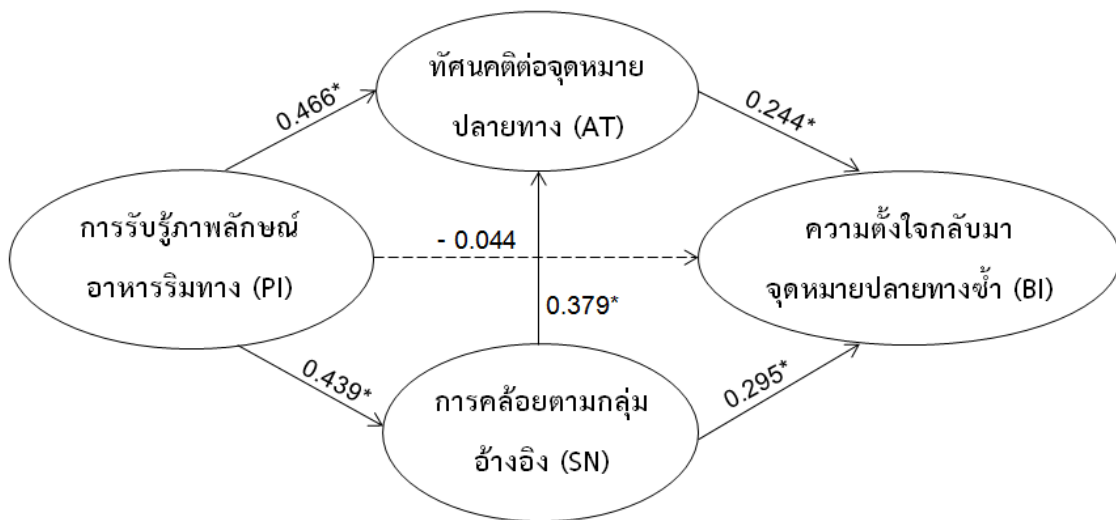 ทัศนคติต่อจุดหมาย
ปลายทาง (AT)
0.466*
0.244*
การรับรู้ภาพลักษณ์
อาหารริมทาง (PI)
- 0.044
ความตั้งใจกลับมา
จุดหมายปลายทางซ้ำ (BI)
0.379*
0.439*
0.295*
การคล้อยตามกลุ่ม
อ้างอิง (SN)